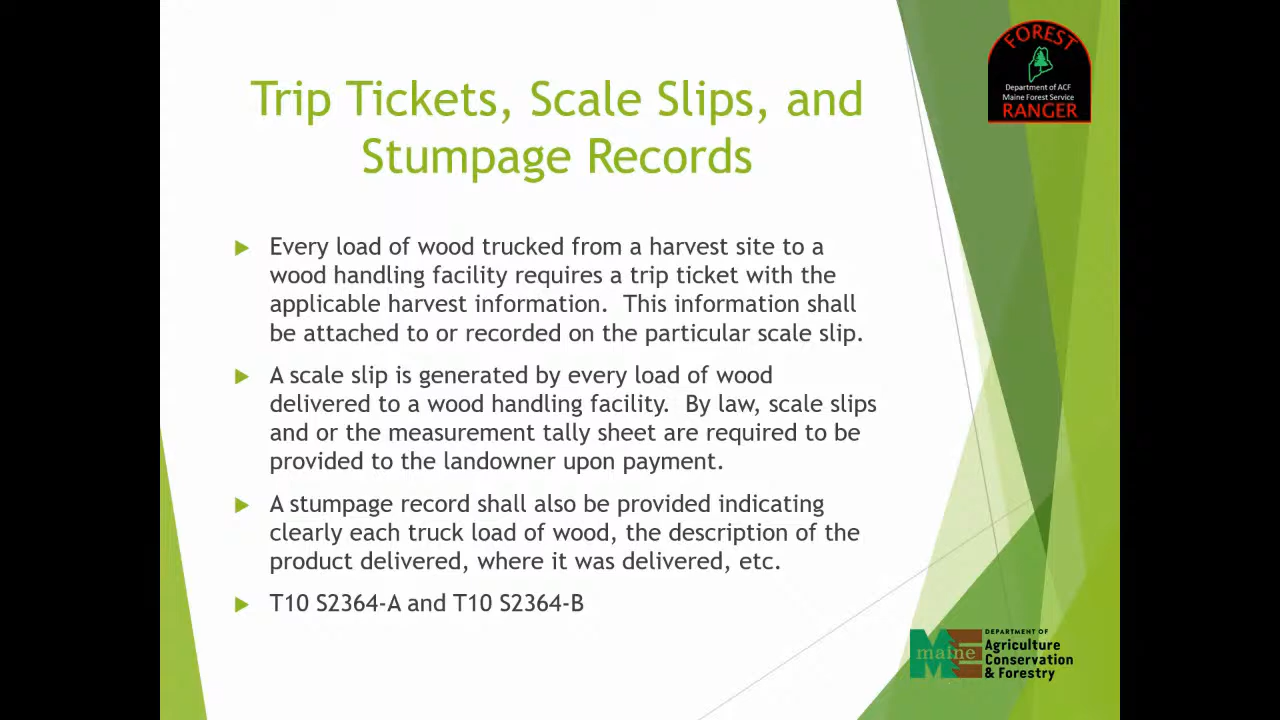 FOREST
Department of ACF
Maine Forest Service
RANGER
Trip Tickets, Scale Slips, and
Stumpage Records
Every load of wood trucked from a harvest site to a
wood handling facility requires a trip ticket with the
applicable harvest information.  This information shall
be attached to or recorded on the particular scale slip.
A scale slip is generated by every load of wood
delivered to a wood handling facility.  By law, scale slips
and or the measurement tally sheet are required to be
provided to the landowner upon payment.
A stumpage record shall also be provided indicating
clearly each truck load of wood, the description of the
product delivered, where it was delivered, etc.
T10 S2364-A and T10 S2364-B
ME
maine
DEPARTMENT OF
Agriculture
Conservation
& Forestry